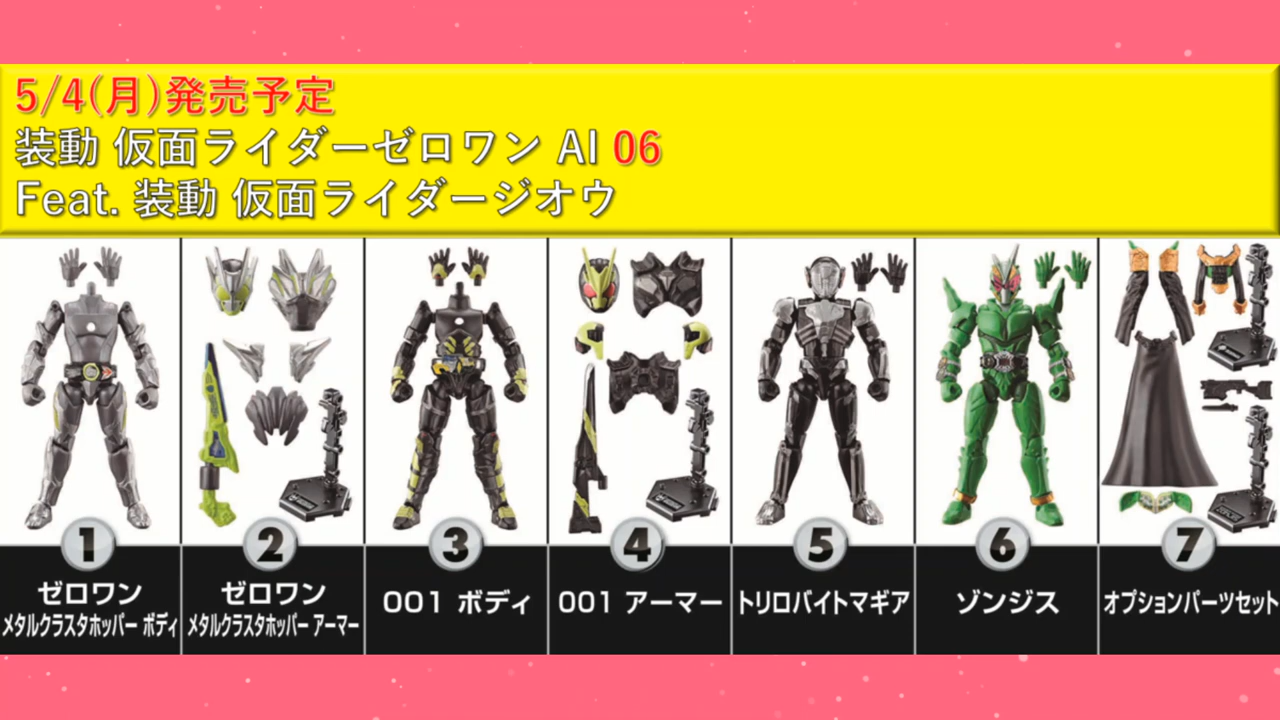 5/4(月)発売予定
装動 仮面ライダーゼロワン AI 06
Feat. 装動 仮面ライダージオウ
1
ゼロワン
メタルクラスタホッパー ボディ
2
ゼロワン
メタルクラスタホッパー アーマー
3
001 ボディ
4
001 アーマー
5
トリロバイトマギア
6
ゾンジス
7
オプションパーツセット